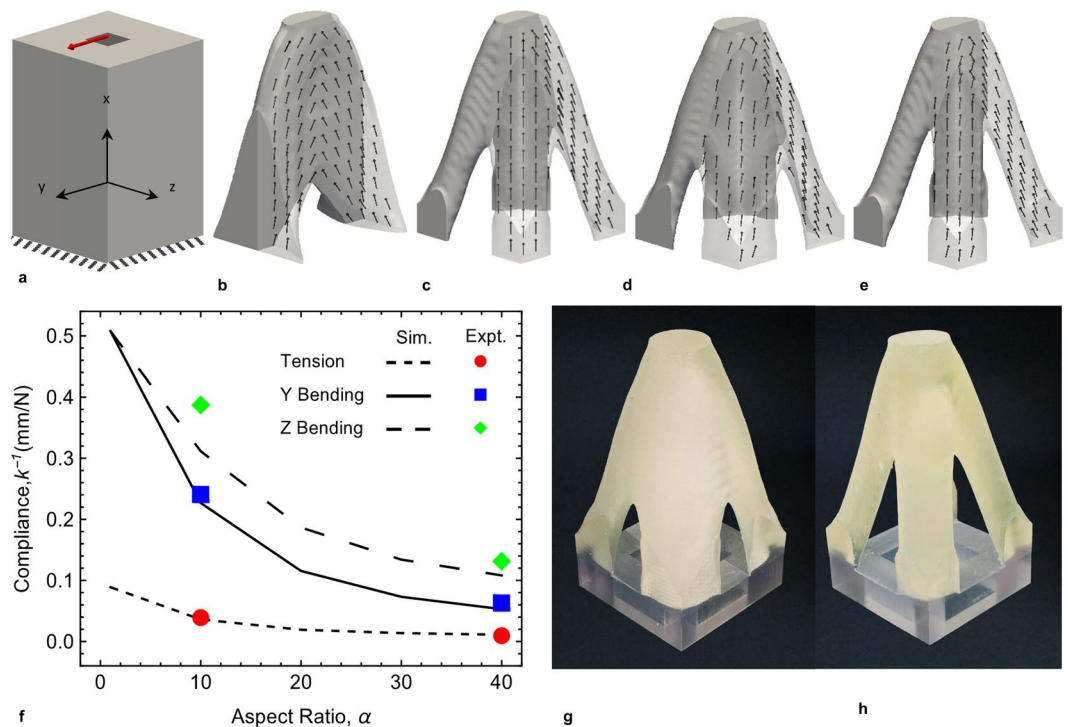 x
y
z
a
b
c
d
e
Sim. Expt.
Tension
Y Bending
Z Bending
Compliance,k⁻¹(mm/N)
0.5
0.4
0.3
0.2
0.1
0.0
0 10 20 30 40
Aspect Ratio, α
f
g
h